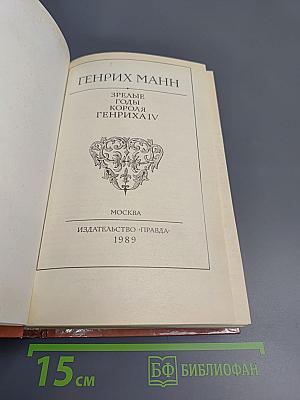 ГЕНРИХ МАНН
ЗРЕЛЫЕ
ГОДЫ
КОРОЛЯ
ГЕНРИХА IV
МОСКВА
ИЗДАТЕЛЬСТВО «ПРАВДА»
1989
15 см
БФ БИБЛИОФАН